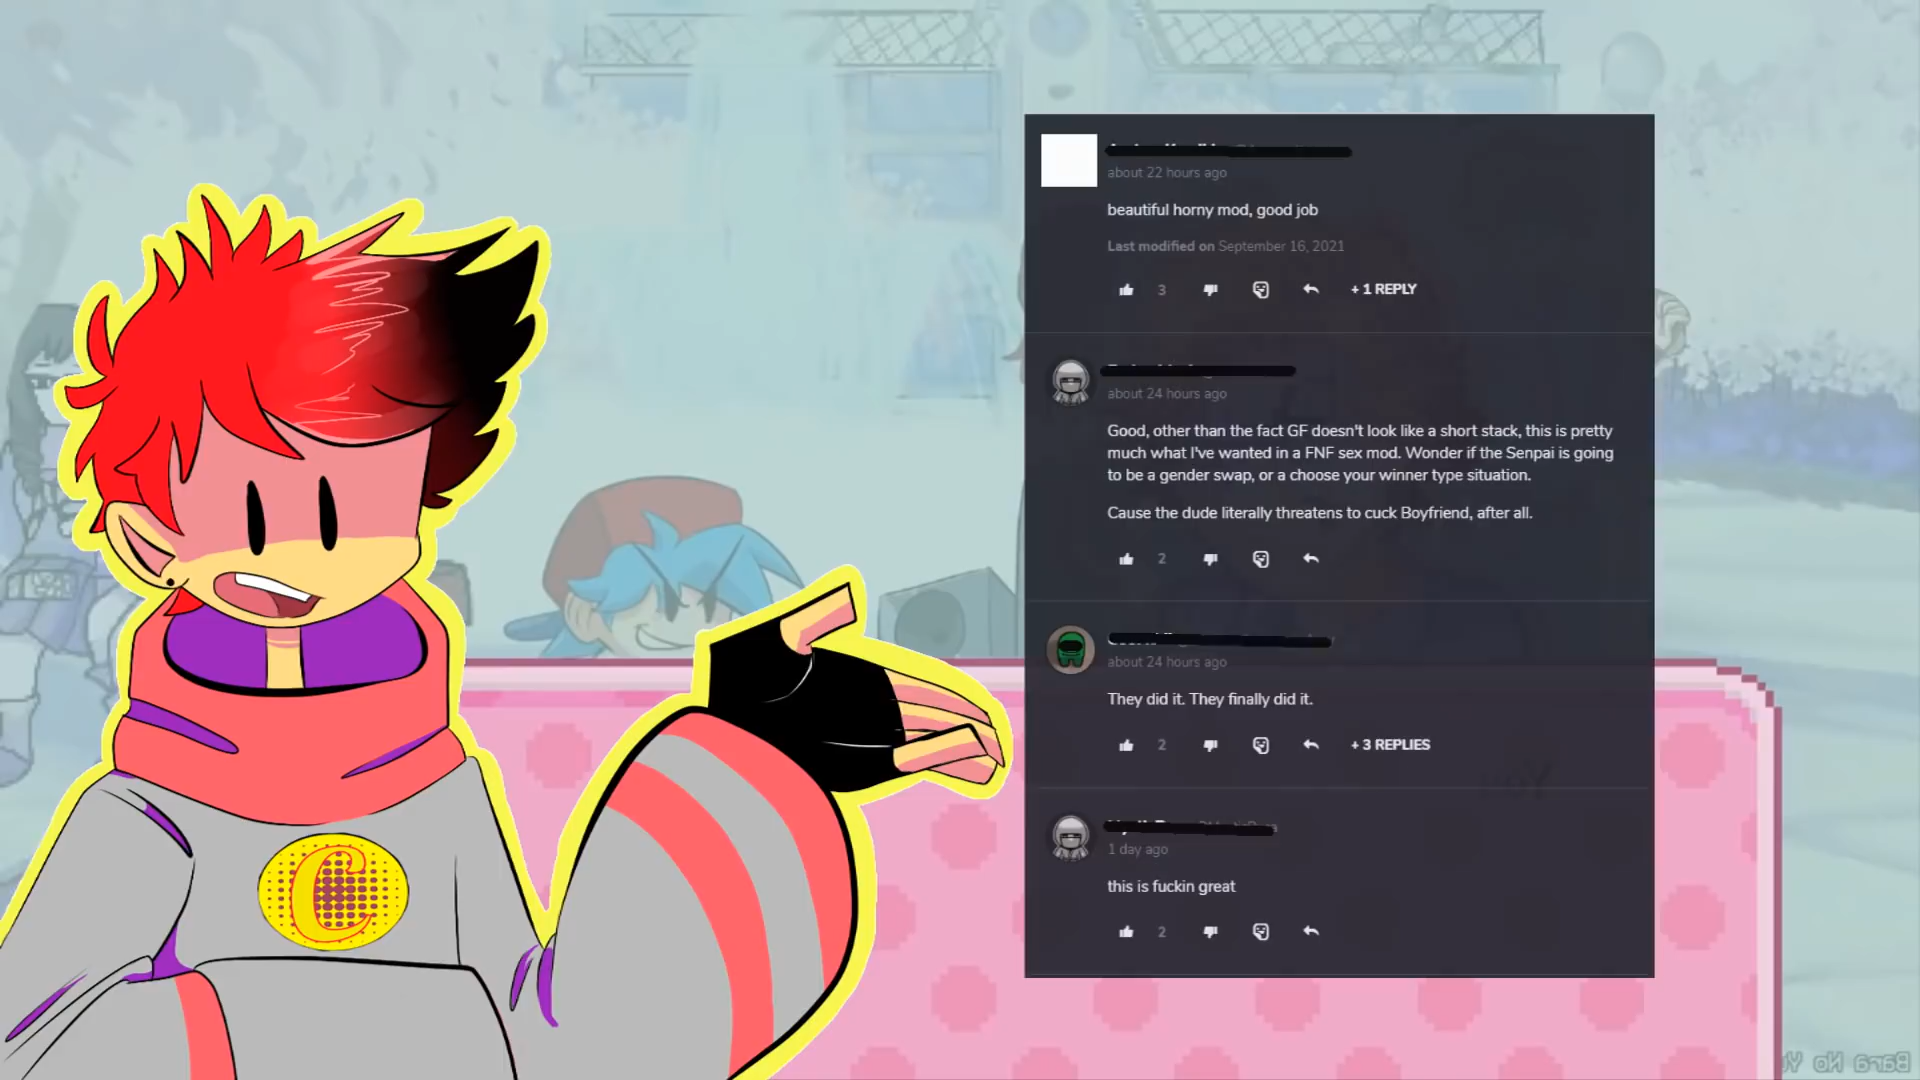 about 22 hours ago
beautiful horny mod, good job
Last modified on September 16, 2021
3 + 1 REPLY
about 24 hours ago
Good, other than the fact GF doesn't look like a short stack, this is pretty
much what I've wanted in a FNF sex mod. Wonder if the Senpai is going
to be a gender swap, or a choose your winner type situation.
Cause the dude literally threatens to cuck Boyfriend, after all.
2
about 24 hours ago
They did it. They finally did it.
2 + 3 REPLIES
1 day ago
this is fuckin great
2
C